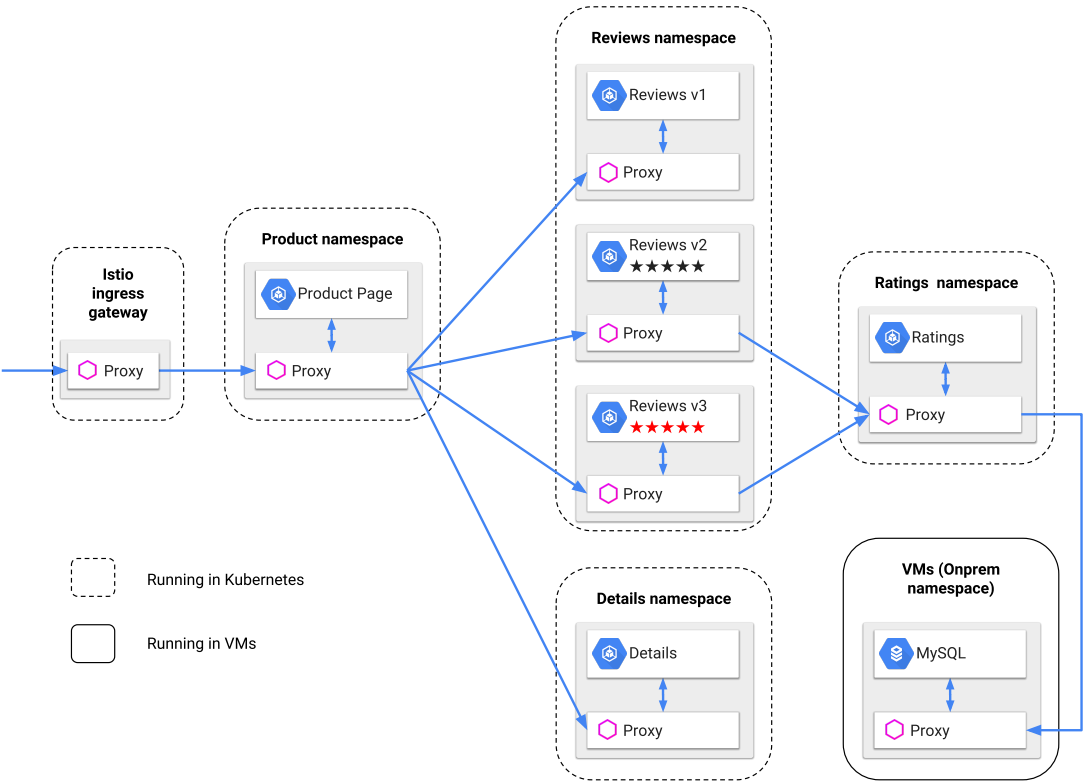 Istio
ingress
gateway
Proxy
Product namespace
Product Page
Proxy
Reviews namespace
Reviews v1
Proxy
Reviews v2
★★★★★
Proxy
Reviews v3
★★★★★
Proxy
Ratings namespace
Ratings
Proxy
Details namespace
Details
Proxy
VMs (Onprem
namespace)
MySQL
Proxy
Running in Kubernetes
Running in VMs